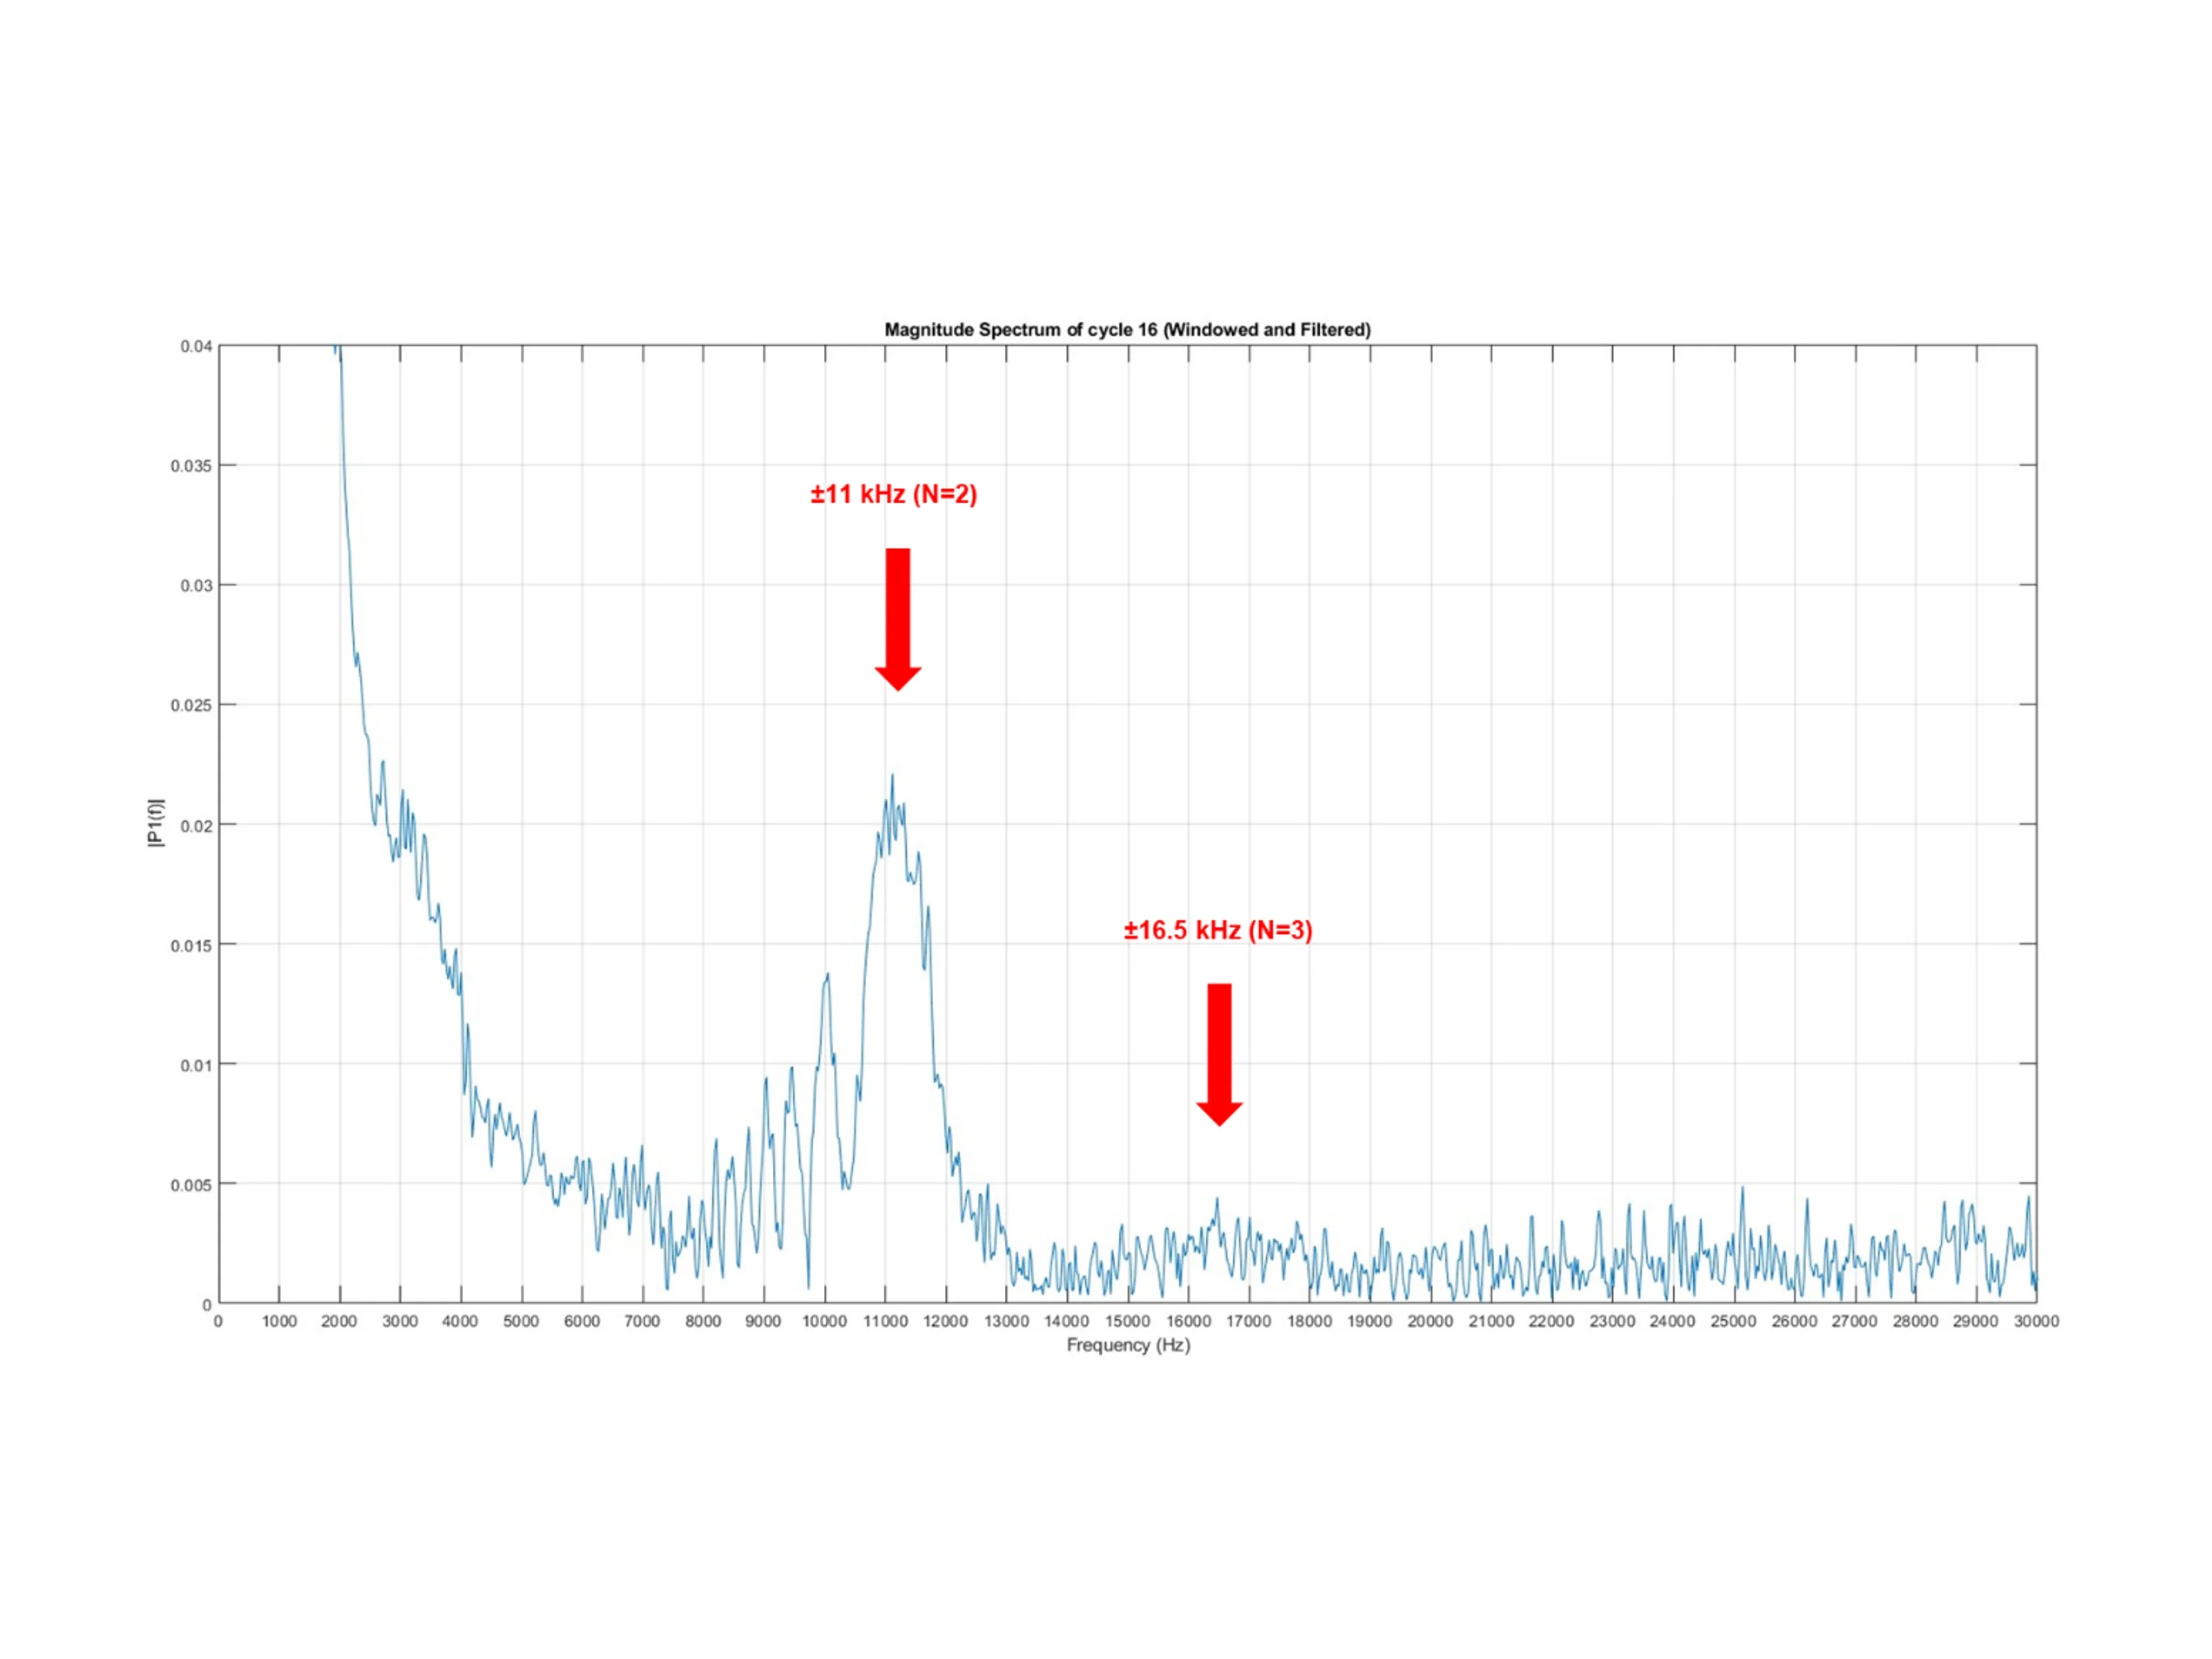 Magnitude Spectrum of cycle 16 (Windowed and Filtered)
0.04
0.035
±11 kHz (N=2)
0.03
0.025
|P1(f)|
0.02
±16.5 kHz (N=3)
0.015
0.01
0.005
0
0 1000 2000 3000 4000 5000 6000 7000 8000 9000 10000 11000 12000 13000 14000 15000 16000 17000 18000 19000 20000 21000 22000 23000 24000 25000 26000 27000 28000 29000 30000
Frequency (Hz)